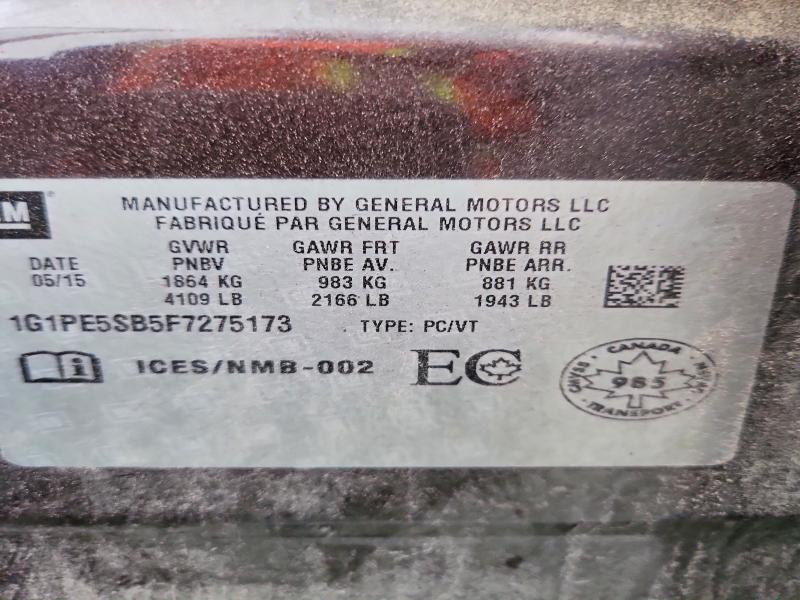 GM
MANUFACTURED BY GENERAL MOTORS LLC
FABRIQUÉ PAR GENERAL MOTORS LLC
DATE
05/15
GVWR
PNBV
1864 KG
4109 LB
GAWR FRT
PNBE AV.
983 KG
2166 LB
GAWR RR
PNBE ARR.
881 KG
1943 LB
1G1PE5SB5F7275173 TYPE: PC/VT
i ICES/NMB-002 EC
CANADA
985
TRANSPORT